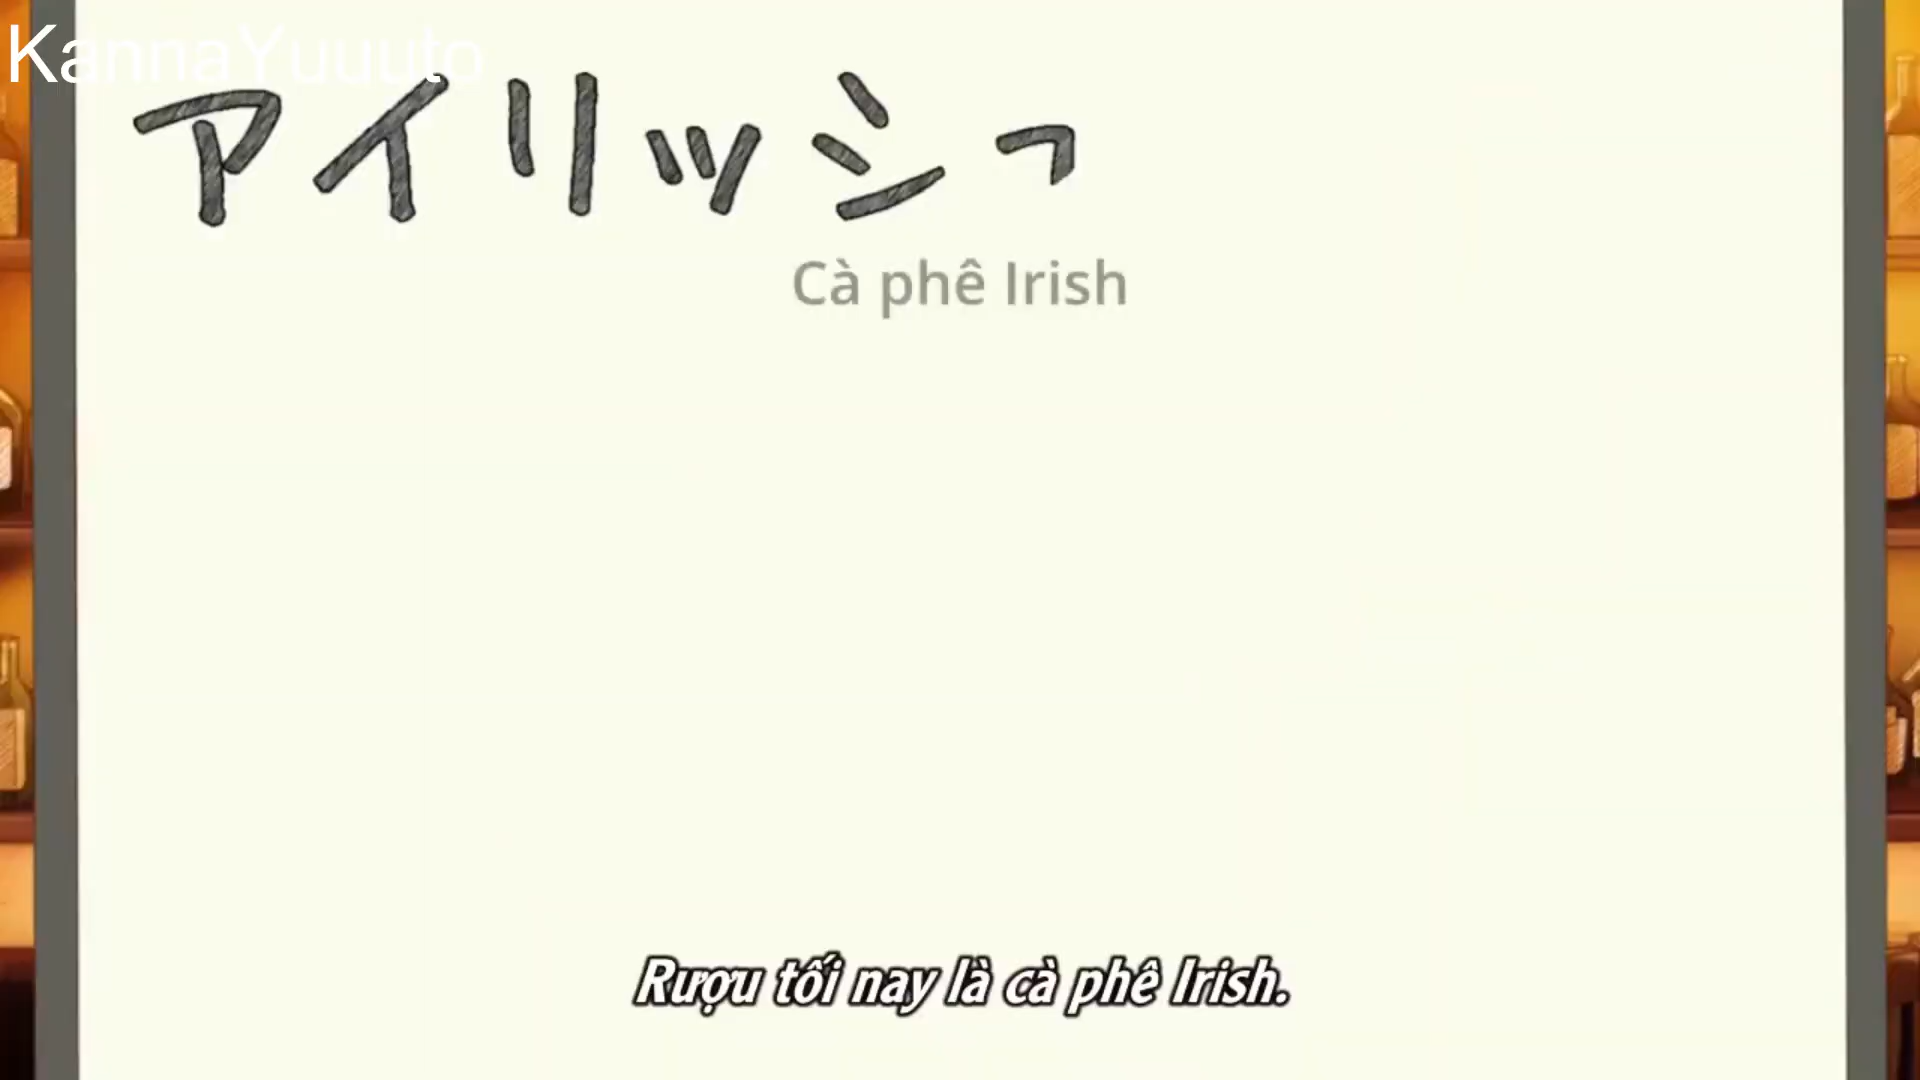 KannaYuuuto
アイリッシュ
Cà phê Irish
Rượu tối nay là cà phê Irish.